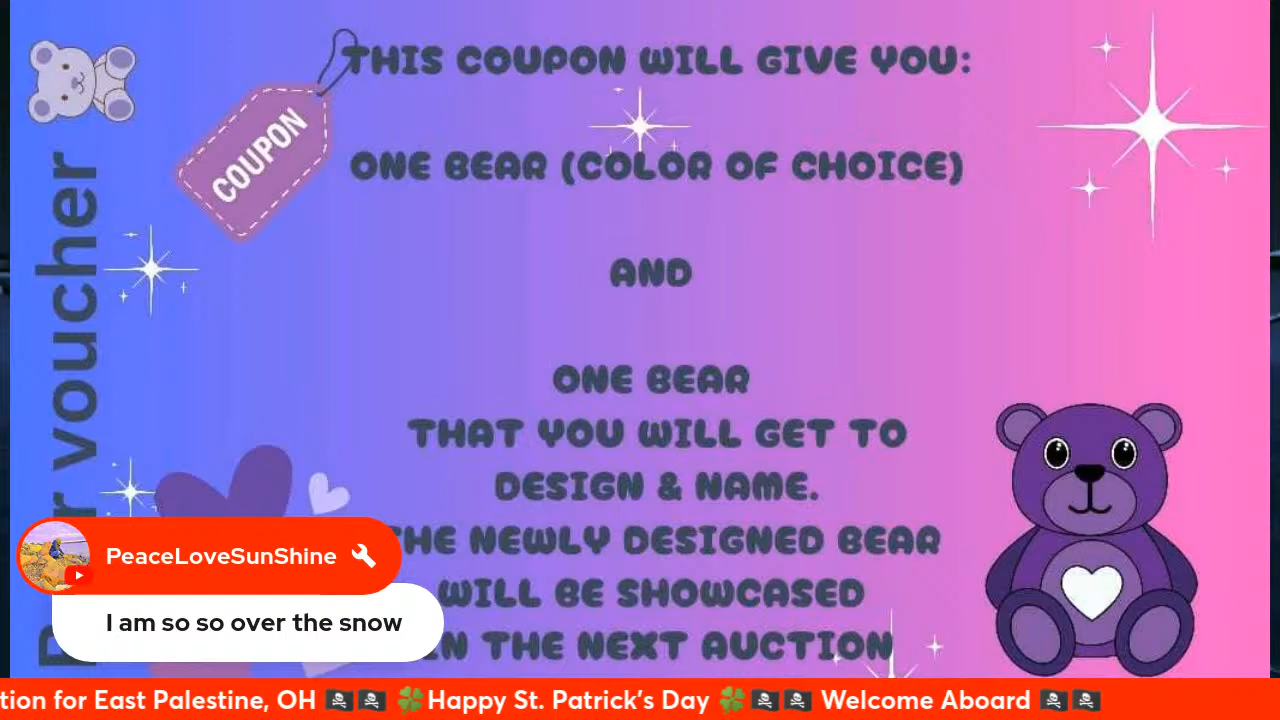 THIS COUPON WILL GIVE YOU:
COUPON
ONE BEAR (COLOR OF CHOICE)
AND
ONE BEAR
THAT YOU WILL GET TO
DESIGN & NAME.
THE NEWLY DESIGNED BEAR
WILL BE SHOWCASED
IN THE NEXT AUCTION
voucher
PeaceLoveSunShine
I am so so over the snow
tion for East Palestine, OH 🏴‍☠️🏴‍☠️ 🍀Happy St. Patrick's Day 🍀🏴‍☠️🏴‍☠️ Welcome Aboard 🏴‍☠️🏴‍☠️